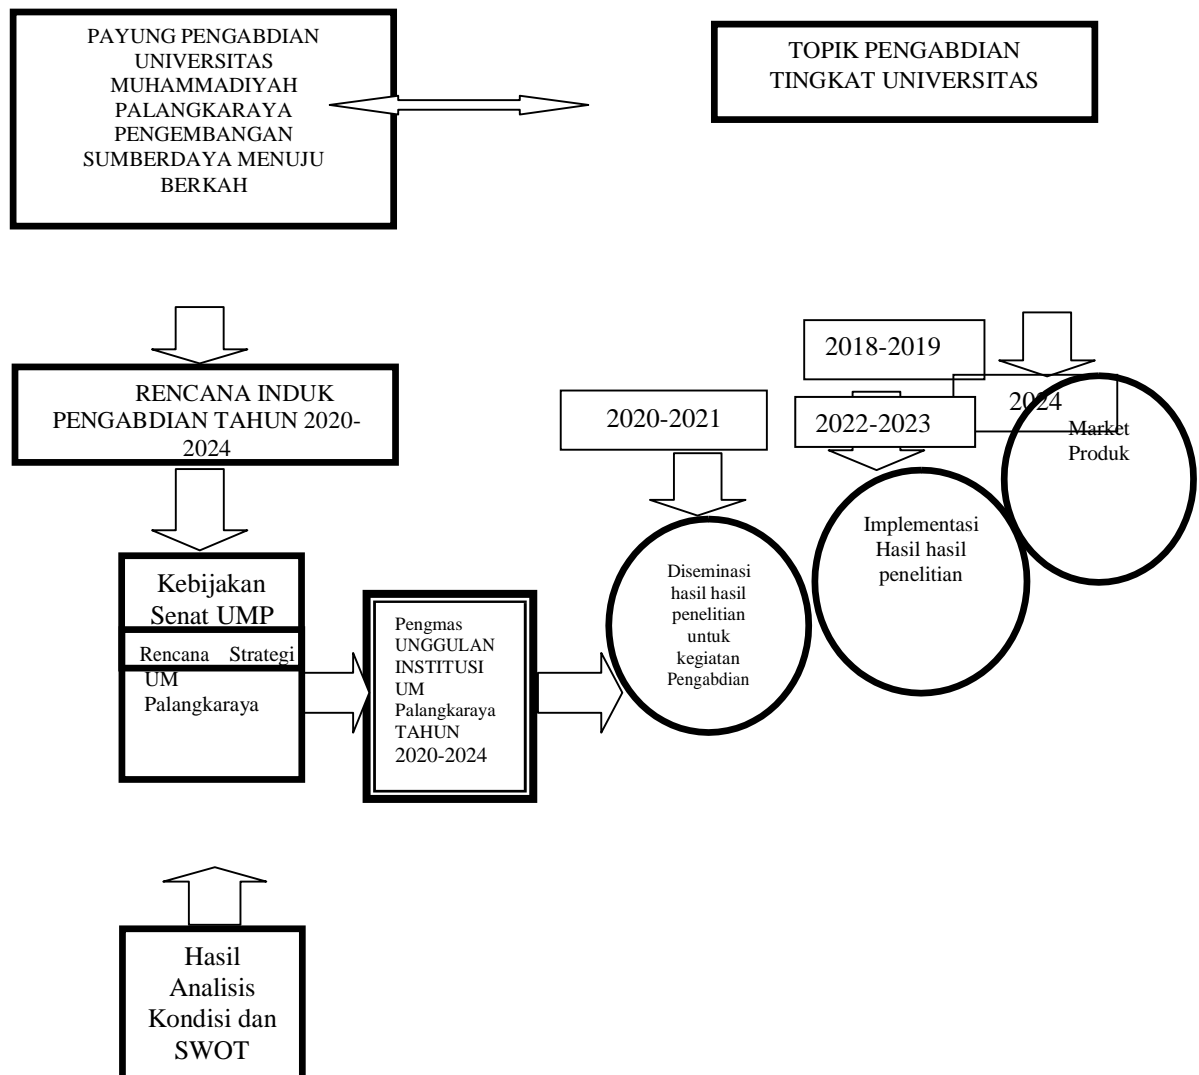 PAYUNG PENGABDIAN
UNIVERSITAS
MUHAMMADIYAH
PALANGKARAYA
PENGEMBANGAN
SUMBERDAYA MENUJU
BERKAH
TOPIK PENGABDIAN
TINGKAT UNIVERSITAS
RENCANA INDUK
PENGABDIAN TAHUN 2020-
2024
2018-2019
2020-2021
2022-2023
2024
Market
Produk
Implementasi
Hasil hasil
penelitian
Diseminasi
hasil hasil
penelitian
untuk
kegiatan
Pengabdian
Kebijakan
Senat UMP
Rencana Strategi
UM
Palangkaraya
Pengmas
UNGGULAN
INSTITUSI
UM
Palangkaraya
TAHUN
2020-2024
Hasil
Analisis
Kondisi dan
SWOT